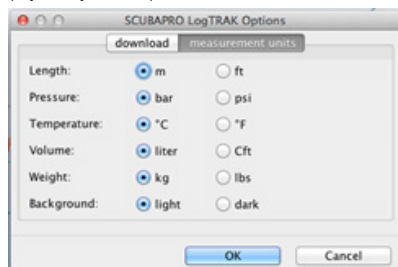 SCUBAPRO LogTRAK Options
download measurement units
Length: m ft
Pressure: bar psi
Temperature: °C °F
Volume: liter Cft
Weight: kg lbs
Background: light dark
OK Cancel